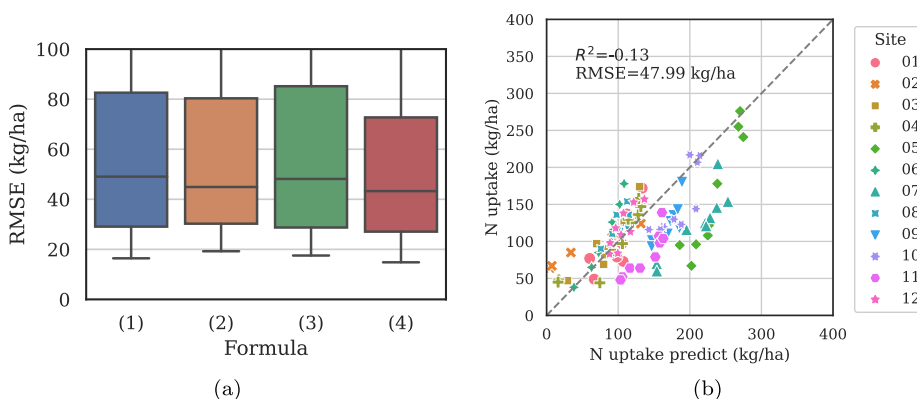 100
80
60
40
20
0
RMSE (kg/ha)
(1) (2) (3) (4)
Formula
(a)
400
350
300
250
200
150
100
50
0
N uptake (kg/ha)
R²=-0.13
RMSE=47.99 kg/ha
0 100 200 300 400
N uptake predict (kg/ha)
(b)
Site
01
02
03
04
05
06
07
08
09
10
11
12